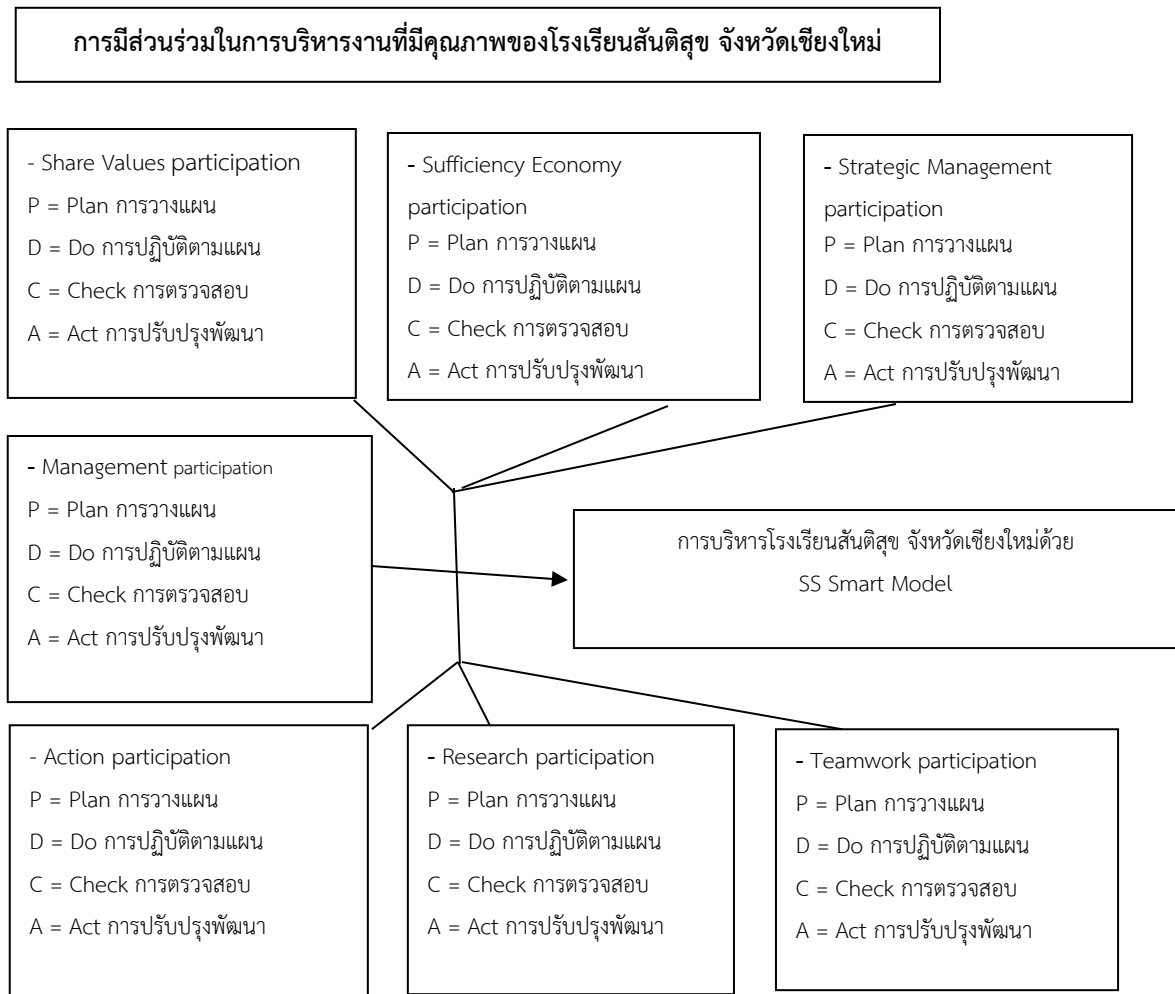 การมีส่วนร่วมในการบริหารงานที่มีคุณภาพของโรงเรียนสันติสุข จังหวัดเชียงใหม่
- Share Values participation
P = Plan การวางแผน
D = Do การปฏิบัติตามแผน
C = Check การตรวจสอบ
A = Act การปรับปรุงพัฒนา
- Sufficiency Economy
participation
P = Plan การวางแผน
D = Do การปฏิบัติตามแผน
C = Check การตรวจสอบ
A = Act การปรับปรุงพัฒนา
- Strategic Management
participation
P = Plan การวางแผน
D = Do การปฏิบัติตามแผน
C = Check การตรวจสอบ
A = Act การปรับปรุงพัฒนา
- Management participation
P = Plan การวางแผน
D = Do การปฏิบัติตามแผน
C = Check การตรวจสอบ
A = Act การปรับปรุงพัฒนา
การบริหารโรงเรียนสันติสุข จังหวัดเชียงใหม่ด้วย
SS Smart Model
- Action participation
P = Plan การวางแผน
D = Do การปฏิบัติตามแผน
C = Check การตรวจสอบ
A = Act การปรับปรุงพัฒนา
- Research participation
P = Plan การวางแผน
D = Do การปฏิบัติตามแผน
C = Check การตรวจสอบ
A = Act การปรับปรุงพัฒนา
- Teamwork participation
P = Plan การวางแผน
D = Do การปฏิบัติตามแผน
C = Check การตรวจสอบ
A = Act การปรับปรุงพัฒนา